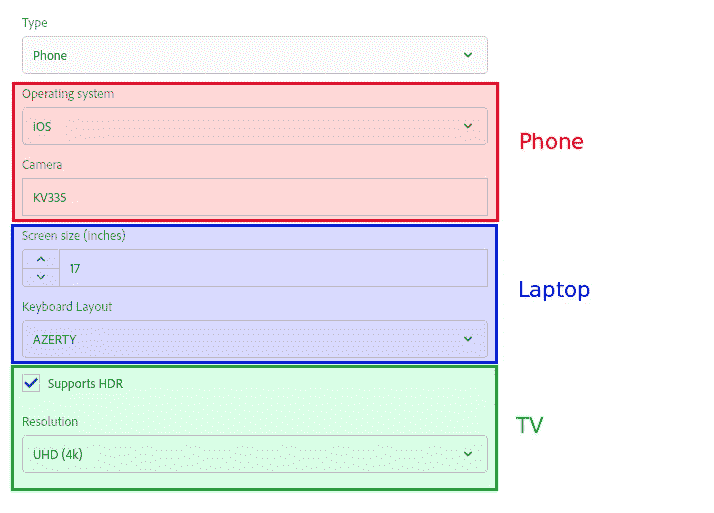 Type
Phone
Operating system
iOS
Phone
Camera
KV335
Screen size (inches)
17
Laptop
Keyboard Layout
AZERTY
Supports HDR
Resolution
TV
UHD (4k)